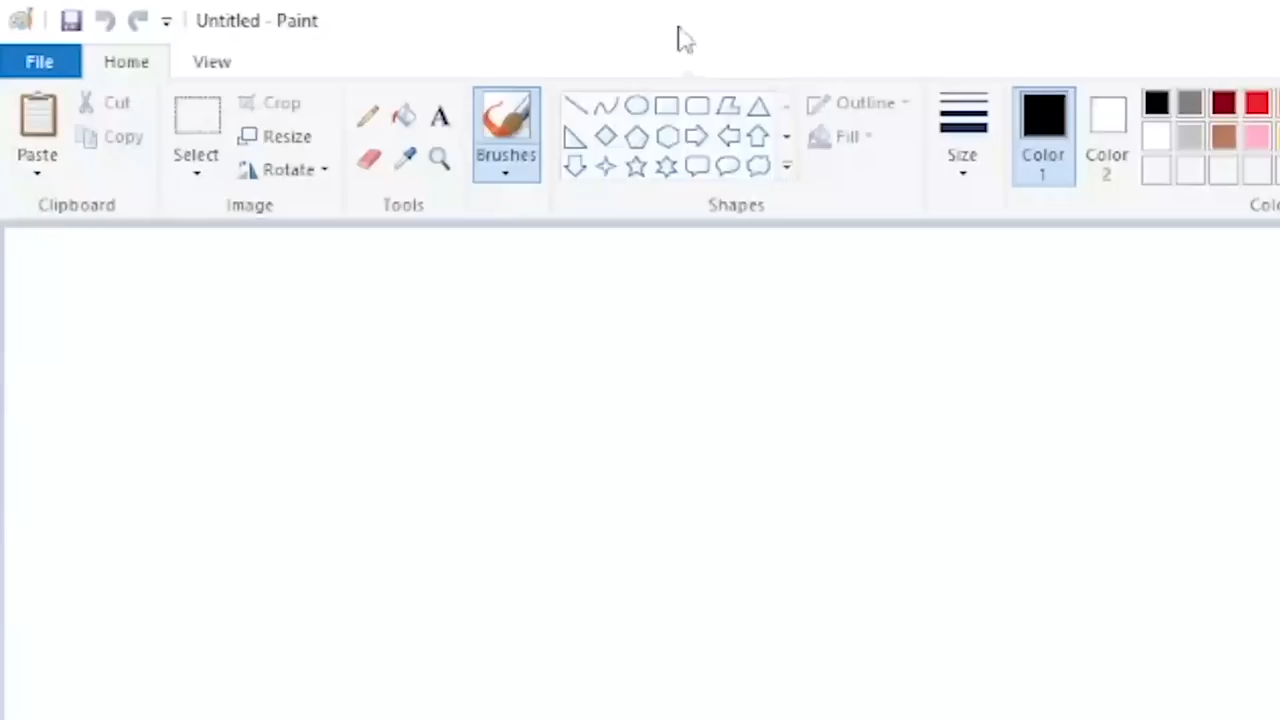 Untitled - Paint
File Home View
Paste Cut Copy
Clipboard
Select Crop Resize Rotate
Image
A
Tools
Brushes
Outline Fill
Shapes
Size
Color 1
Color 2